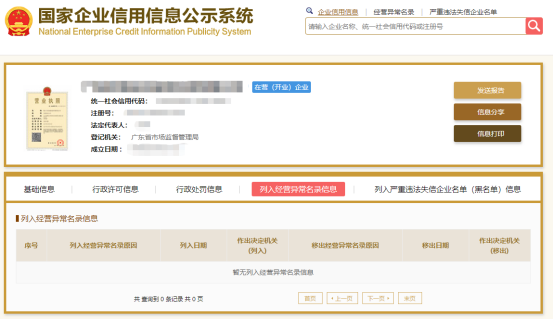 国家企业信用信息公示系统
National Enterprise Credit Information Publicity System
企业信用信息 | 经营异常名录 | 严重违法失信企业名单
请输入企业名称、统一社会信用代码或注册号
在营（开业）企业
统一社会信用代码：
注册号：
法定代表人：
登记机关： 广东省市场监督管理局
成立日期：
营业执照
发送报告
信息分享
信息打印
基础信息 | 行政许可信息 | 行政处罚信息 | 列入经营异常名录信息 | 列入严重违法失信企业名单（黑名单）信息
列入经营异常名录信息
序号 列入经营异常名录原因 列入日期 作出决定机关(列入) 移出经营异常名录原因 移出日期 作出决定机关(移出)
暂无列入经营异常名录信息
共 查询到 0 条记录 共 0 页 首页 上一页 下一页 末页